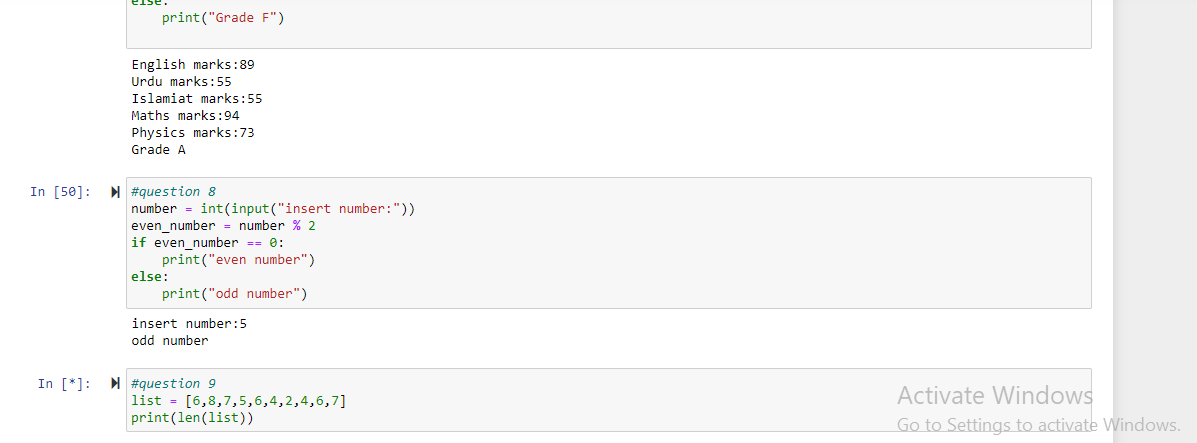 else:
    print("Grade F")
English marks:89
Urdu marks:55
Islamiat marks:55
Maths marks:94
Physics marks:73
Grade A
In [50]:
#question 8
number = int(input("insert number:"))
even_number = number % 2
if even_number == 0:
    print("even number")
else:
    print("odd number")
insert number:5
odd number
In [*]:
#question 9
list = [6,8,7,5,6,4,2,4,6,7]
print(len(list))
Activate Windows
Go to Settings to activate Windows.